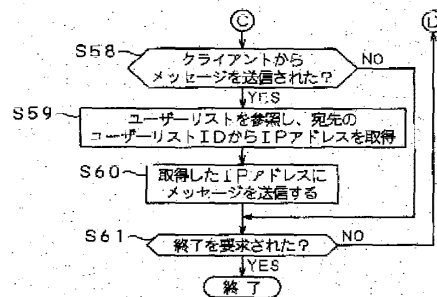 C
D
S58
クライアントから
メッセージを送信された？
NO
YES
S59
ユーザーリストを参照し、宛先の
ユーザーリストIDからIPアドレスを取得
S60
取得したIPアドレスに
メッセージを送信する
S61
終了を要求された？
NO
YES
終了